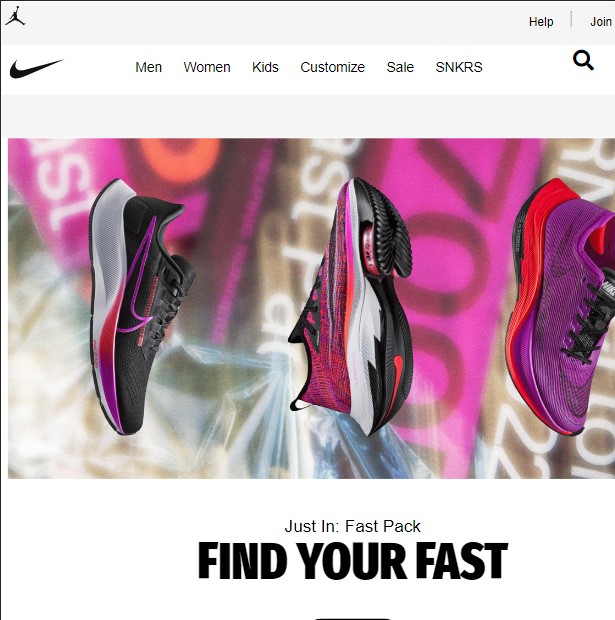 Help | Join
Men Women Kids Customize Sale SNKRS
Just In: Fast Pack
FIND YOUR FAST